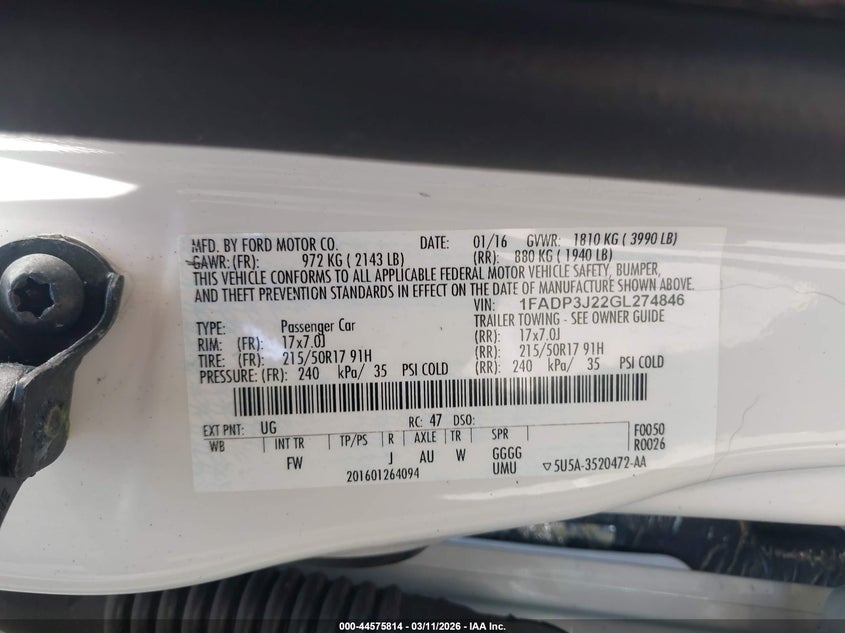 MFD. BY FORD MOTOR CO. DATE: 01/16 GVWR: 1810 KG ( 3990 LB)
GAWR: (FR): 972 KG ( 2143 LB) (RR): 880 KG ( 1940 LB)
THIS VEHICLE CONFORMS TO ALL APPLICABLE FEDERAL MOTOR VEHICLE SAFETY, BUMPER,
AND THEFT PREVENTION STANDARDS IN EFFECT ON THE DATE OF MANUFACTURE SHOWN ABOVE.
VIN: 1FADP3J22GL274846
TYPE: Passenger Car TRAILER TOWING - SEE OWNER GUIDE
RIM: (FR): 17x7.0J (RR): 17x7.0J
TIRE: (FR): 215/50R17 91H (RR): 215/50R17 91H
PRESSURE: (FR): 240 kPa/ 35 PSI COLD (RR): 240 kPa/ 35 PSI COLD
EXT PNT: UG RC: 47 DSO: F0050
WB INT TR TP/PS R AXLE TR SPR R0026
FW J AU W GGGG
201601264094 UMU ▽5U5A-3520472-AA
000-44575814 - 03/11/2026 - IAA Inc.